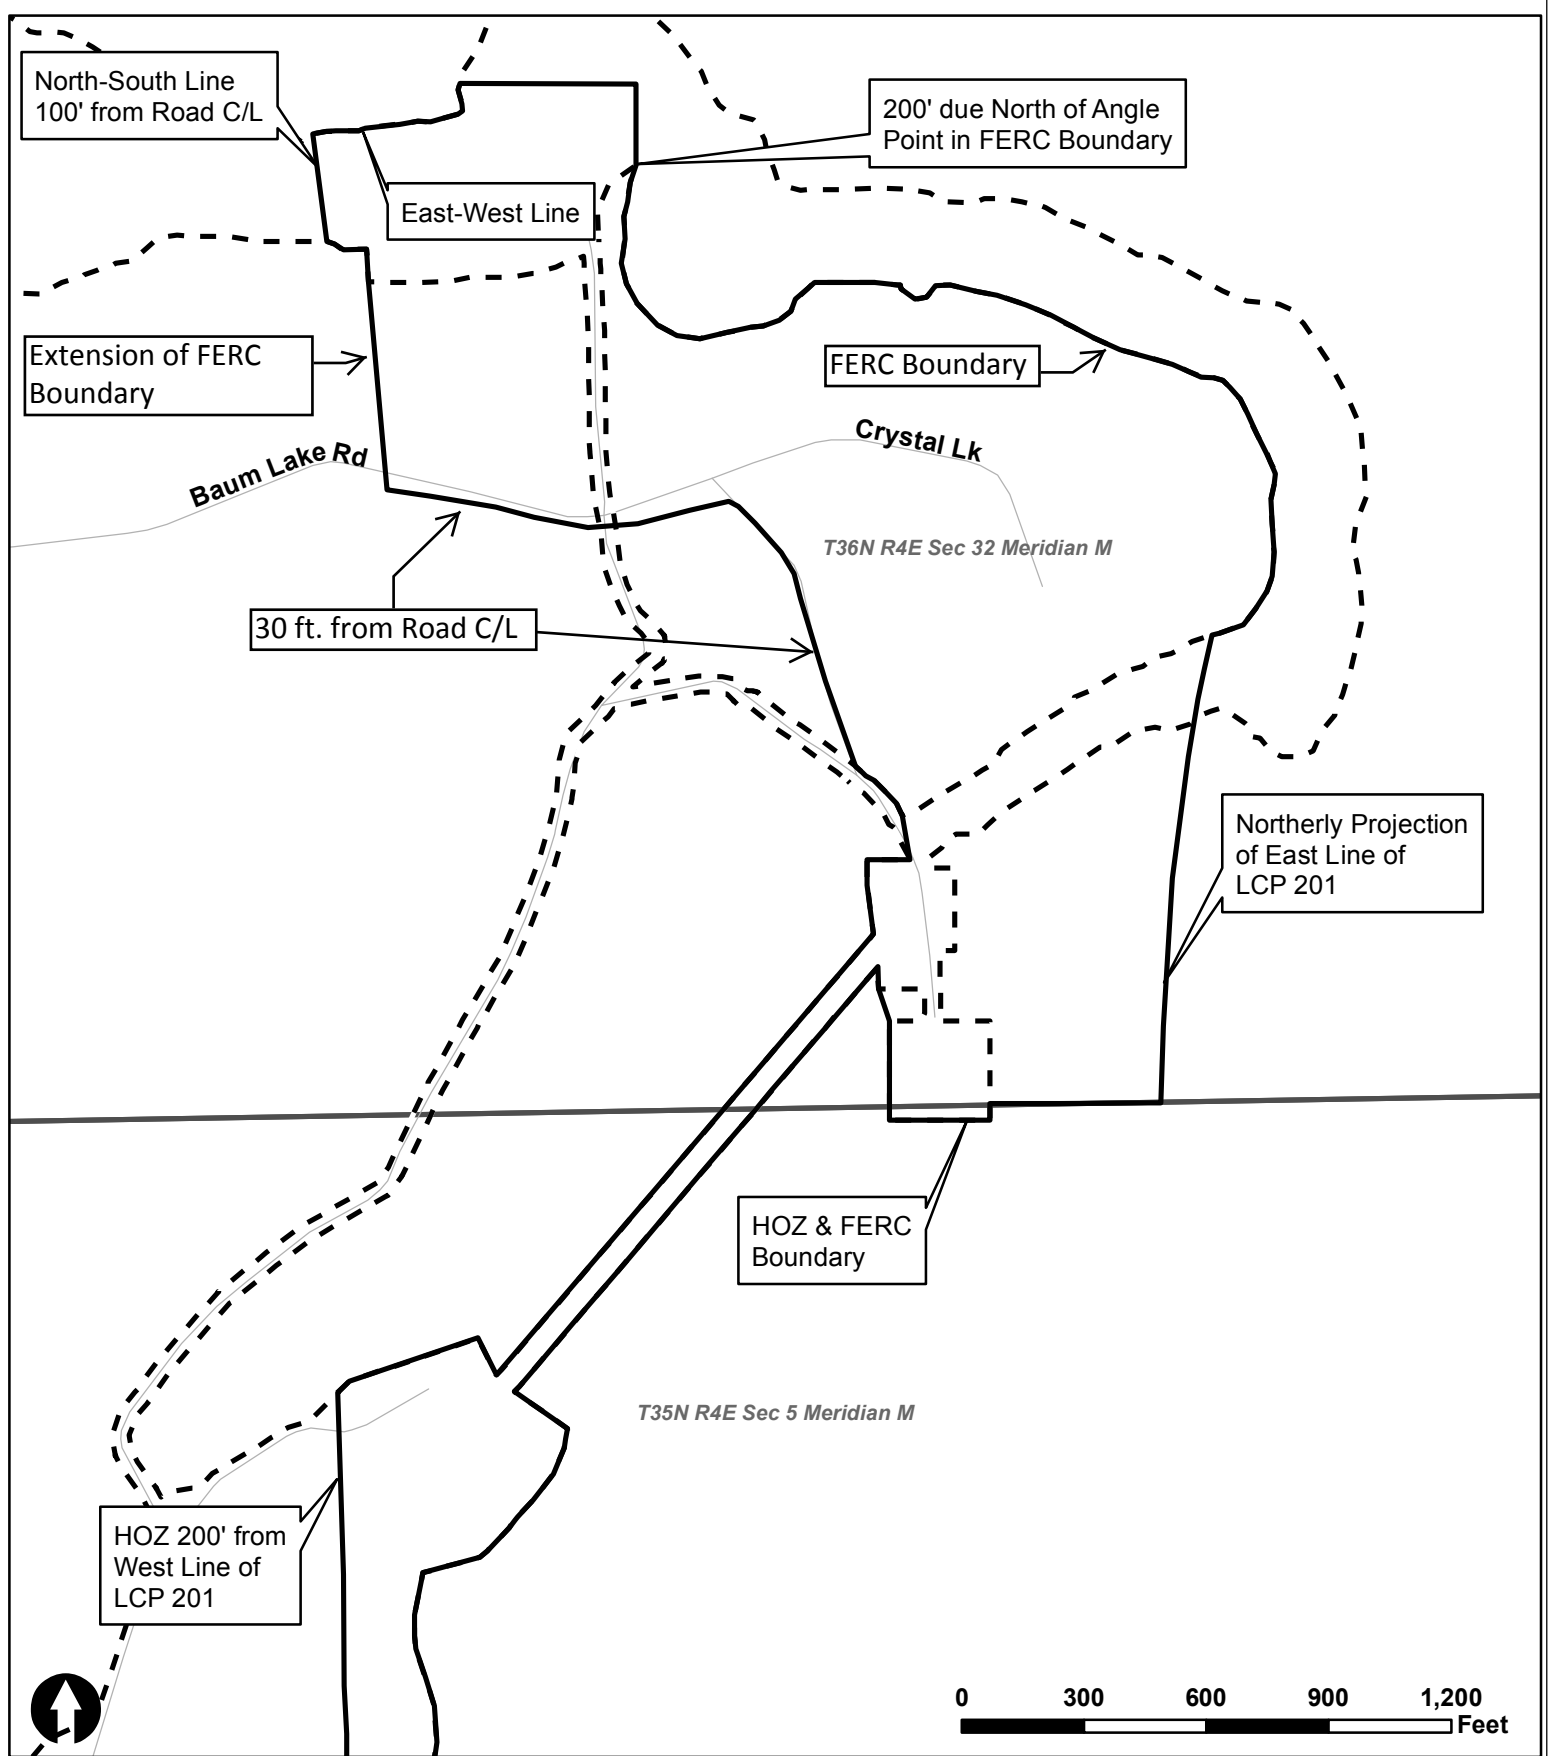 North-South Line
100' from Road C/L
200' due North of Angle
Point in FERC Boundary
East-West Line
Extension of FERC
Boundary
FERC Boundary
Baum Lake Rd
Crystal Lk
T36N R4E Sec 32 Meridian M
30 ft. from Road C/L
Northerly Projection
of East Line of
LCP 201
HOZ & FERC
Boundary
T35N R4E Sec 5 Meridian M
HOZ 200' from
West Line of
LCP 201
0 300 600 900 1,200
Feet